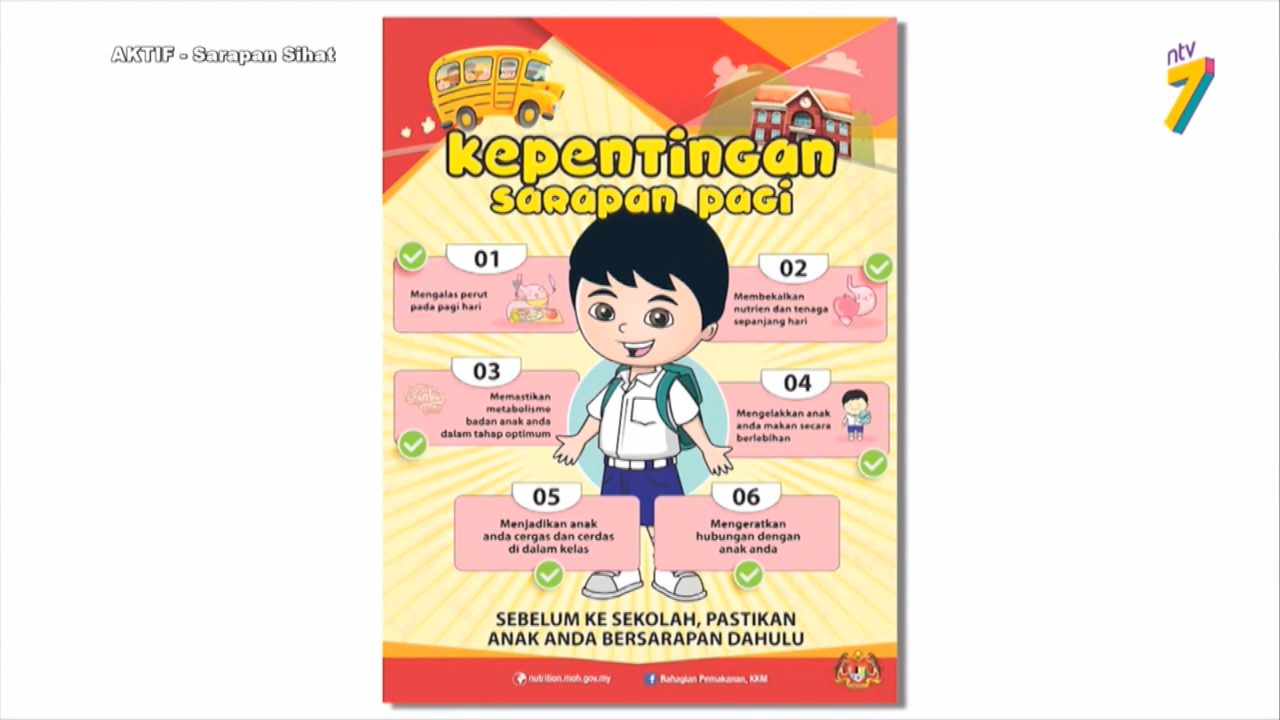 AKTIF - Sarapan Sihat
ntv
7
Kepentingan
sarapan pagi
01
Mengalas perut
pada pagi hari
02
Membekalkan
nutrien dan tenaga
sepanjang hari
03
Memastikan
metabolisme
badan anak anda
dalam tahap optimum
04
Mengelakkan anak
anda makan secara
berlebihan
05
Menjadikan anak
anda cergas dan cerdas
di dalam kelas
06
Mengeratkan
hubungan dengan
anak anda
SEBELUM KE SEKOLAH, PASTIKAN
ANAK ANDA BERSARAPAN DAHULU
nutrition.moh.gov.my
f Bahagian Pemakanan, KKM